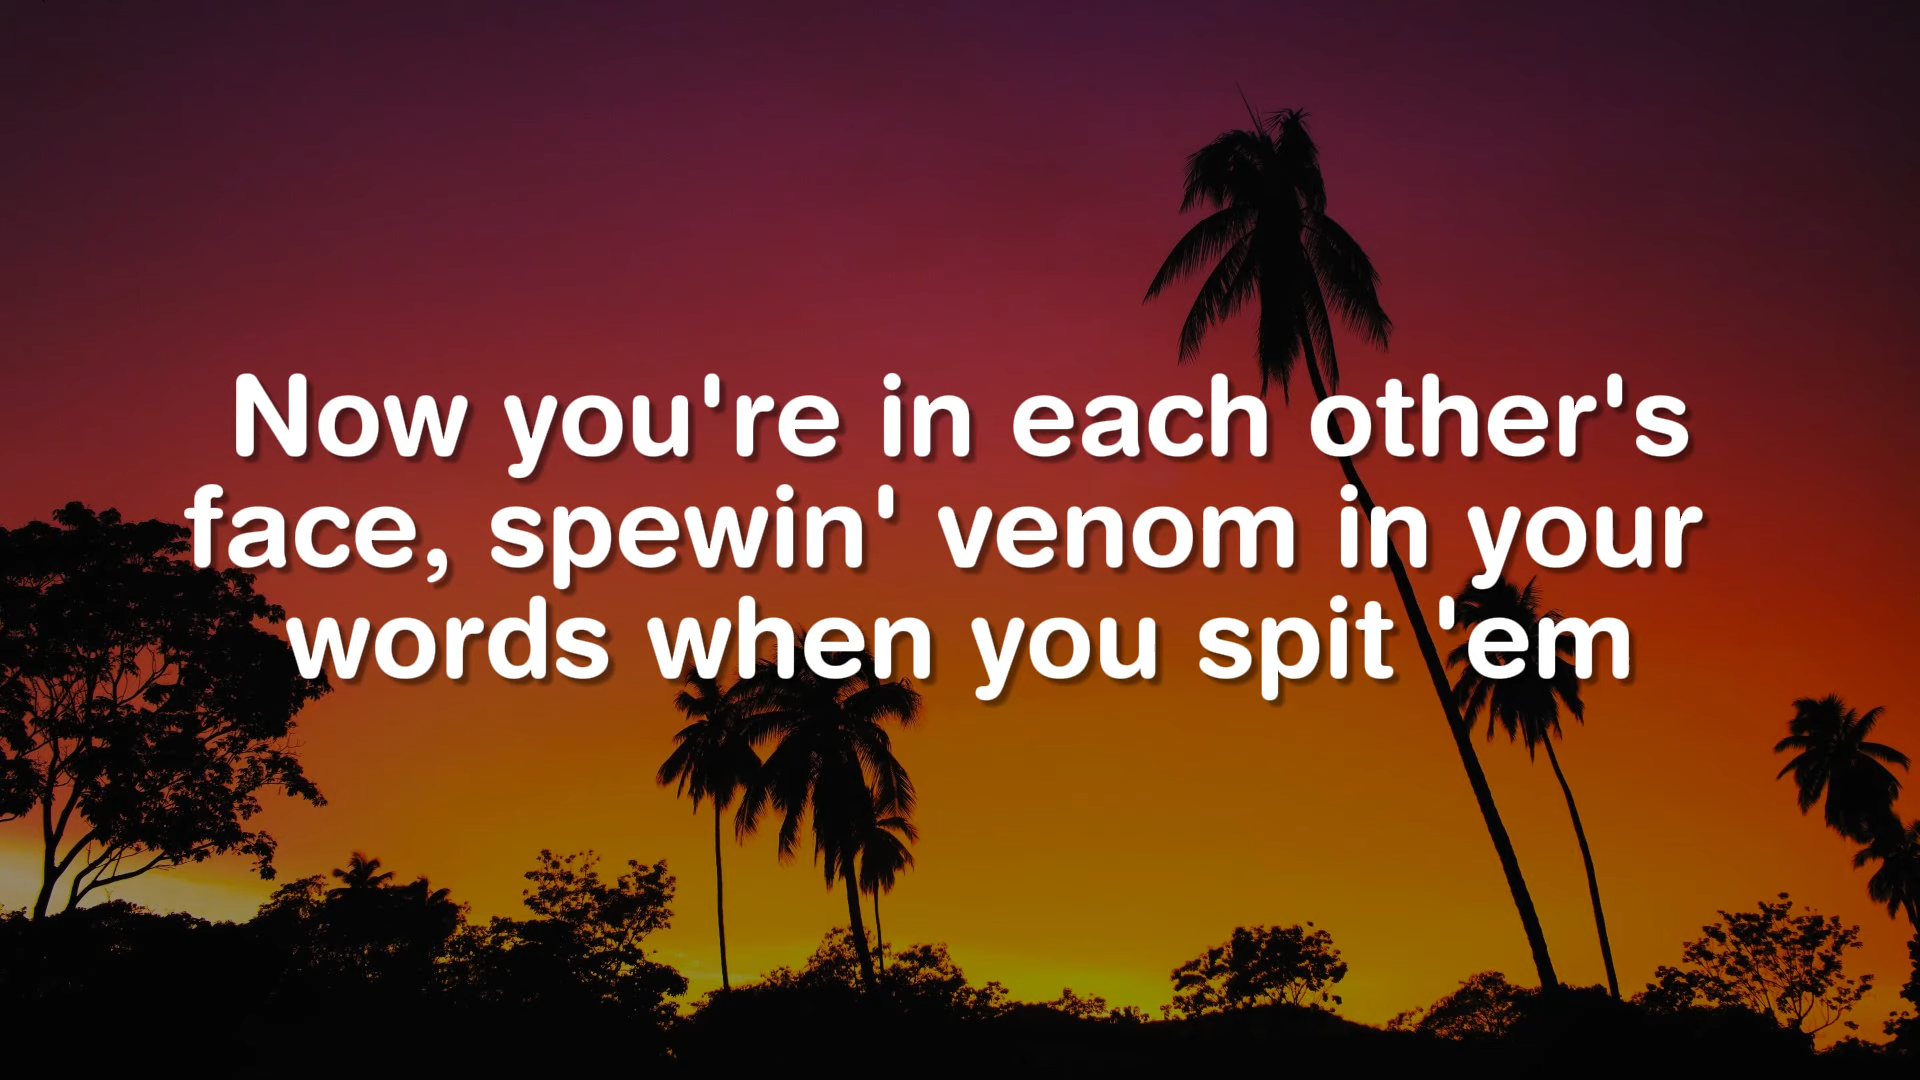 Now you're in each other's
face, spewin' venom in your
words when you spit 'em